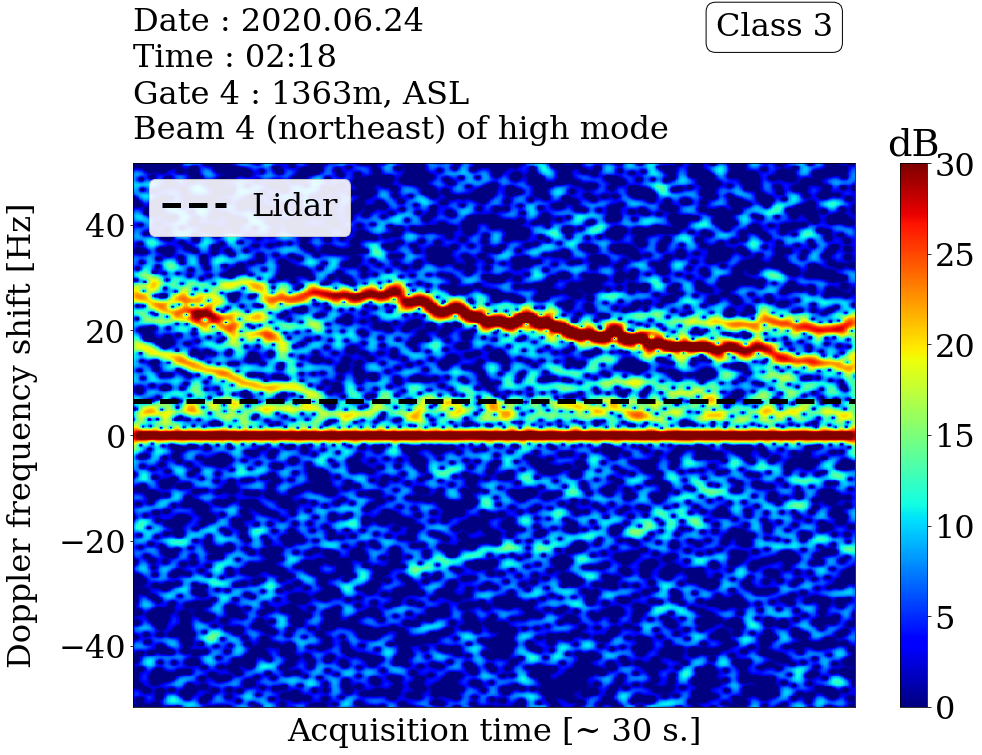 Date : 2020.06.24
Time : 02:18
Gate 4 : 1363m, ASL
Beam 4 (northeast) of high mode
Class 3
dB
Lidar
Doppler frequency shift [Hz]
40
20
0
−20
−40
30
25
20
15
10
5
0
Acquisition time [~ 30 s.]